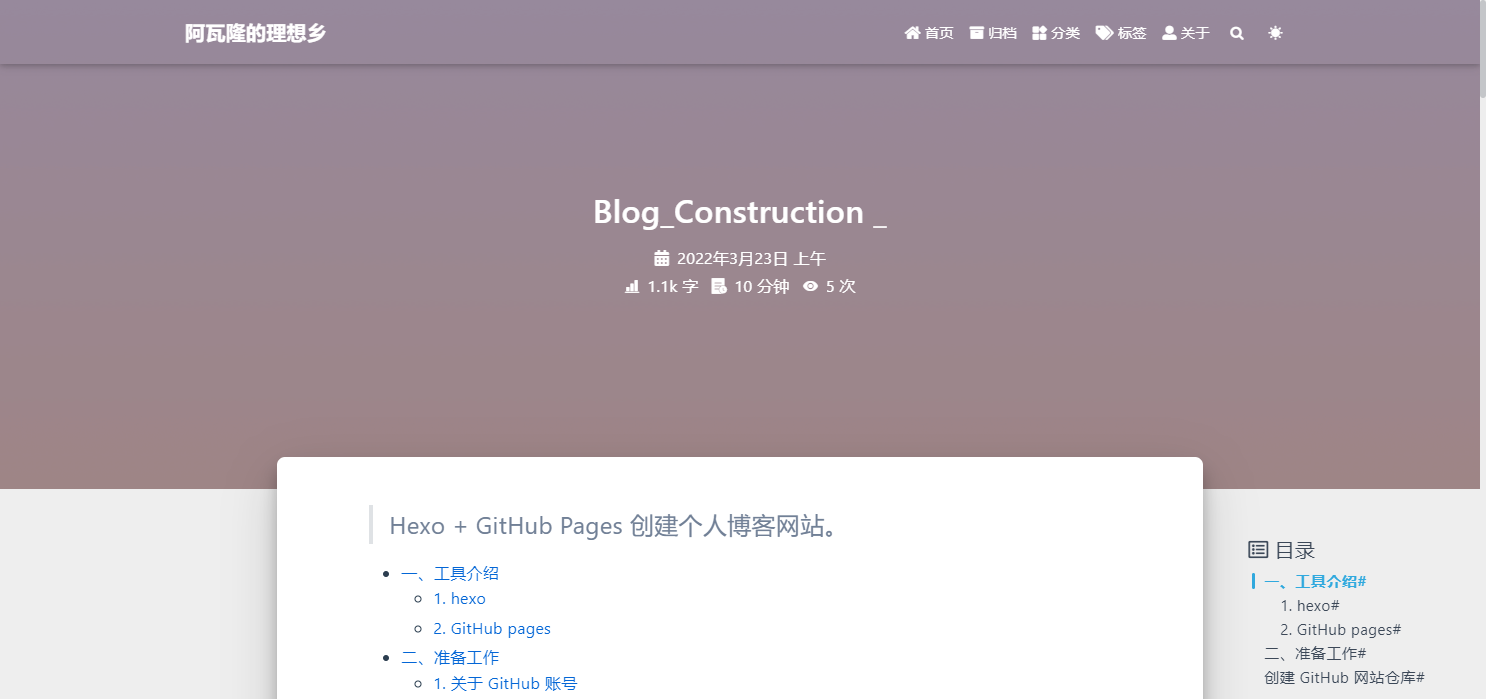 阿瓦隆的理想乡 首页 归档 分类 标签 关于
Blog_Construction _
2022年3月23日 上午
1.1k 字 10 分钟 5 次
Hexo + GitHub Pages 创建个人博客网站。
一、工具介绍
1. hexo
2. GitHub pages
二、准备工作
1. 关于 GitHub 账号
目录
一、工具介绍#
1. hexo#
2. GitHub pages#
二、准备工作#
创建 GitHub 网站仓库#